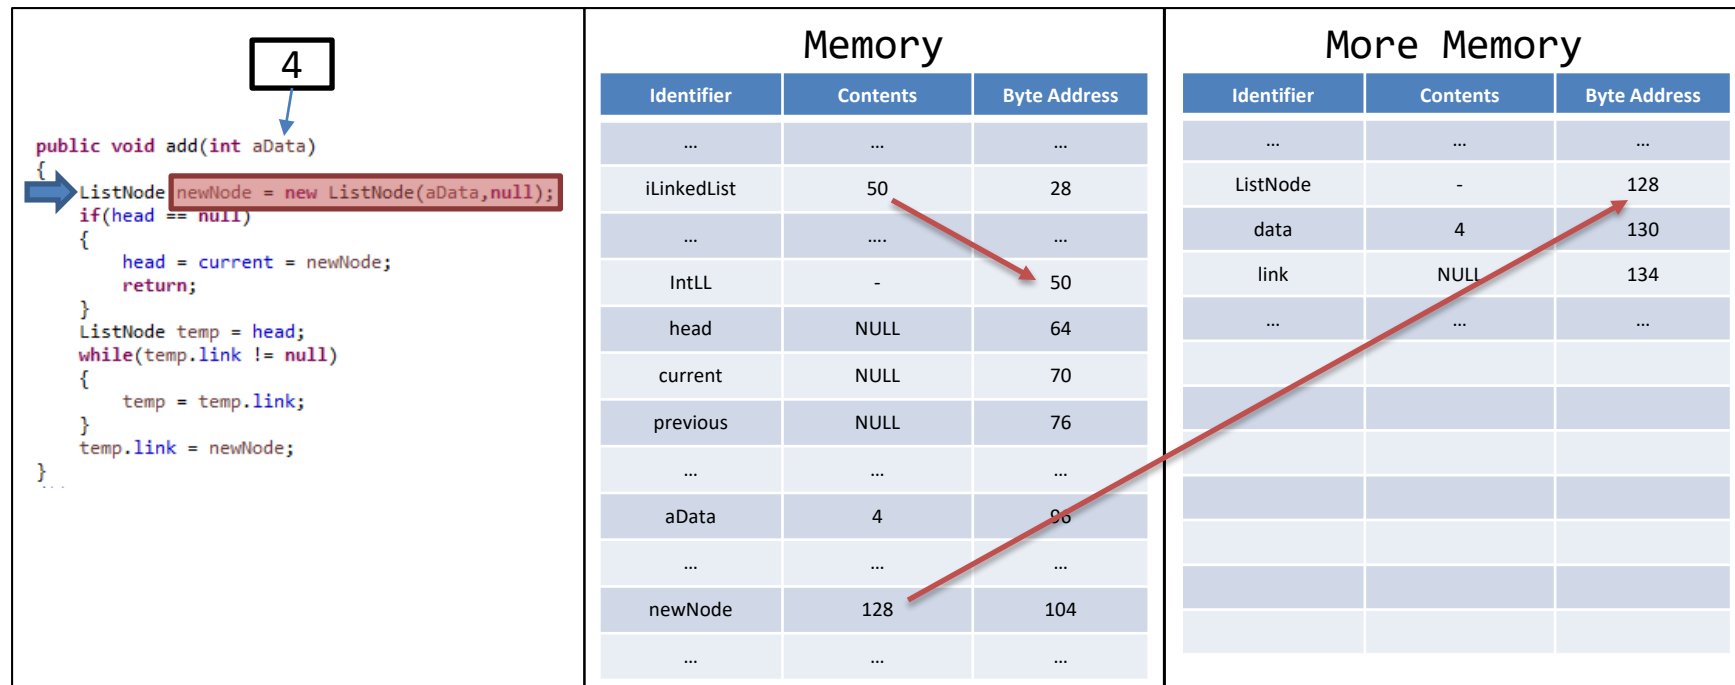 4
public void add(int aData)
{
ListNode newNode = new ListNode(aData,null);
if(head == null)
{
head = current = newNode;
return;
}
ListNode temp = head;
while(temp.link != null)
{
temp = temp.link;
}
temp.link = newNode;
}
Memory
Identifier Contents Byte Address
... ... ...
iLinkedList 50 28
... .... ...
IntLL - 50
head NULL 64
current NULL 70
previous NULL 76
... ... ...
aData 4 96
... ... ...
newNode 128 104
... ... ...
More Memory
Identifier Contents Byte Address
... ... ...
ListNode - 128
data 4 130
link NULL 134
... ... ...